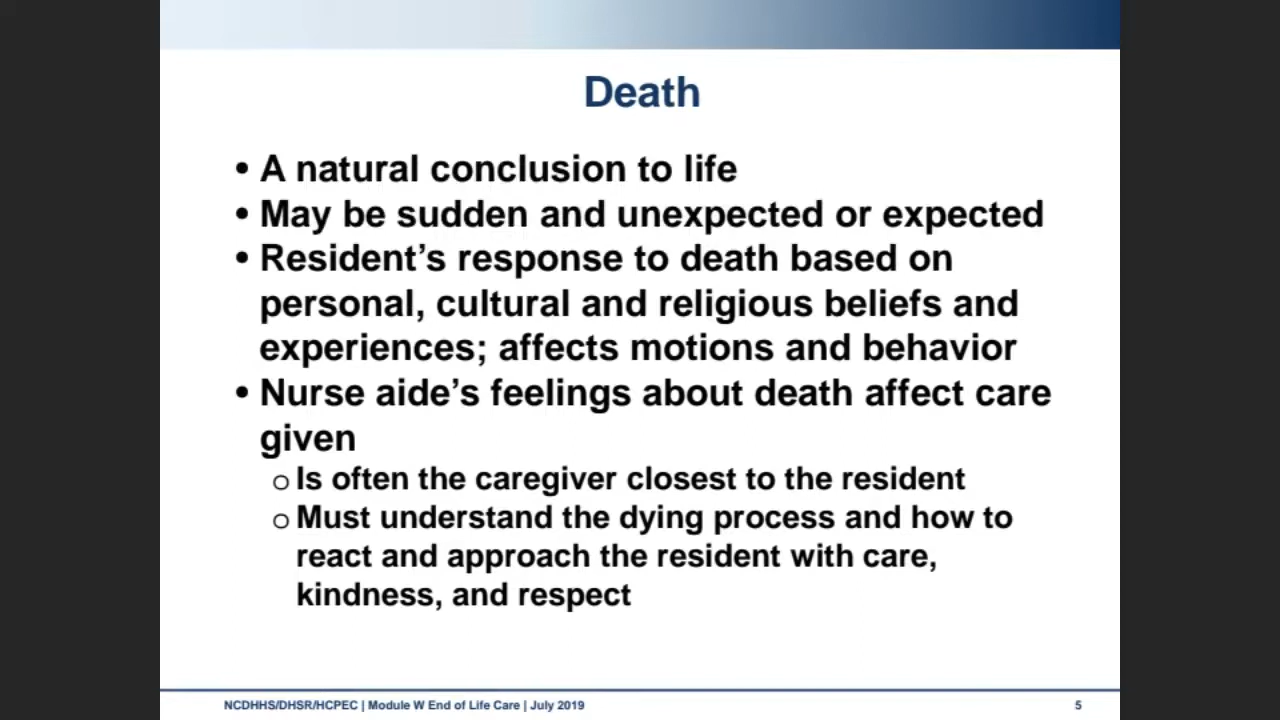 Death
• A natural conclusion to life
• May be sudden and unexpected or expected
• Resident’s response to death based on
personal, cultural and religious beliefs and
experiences; affects motions and behavior
• Nurse aide’s feelings about death affect care
given
o Is often the caregiver closest to the resident
o Must understand the dying process and how to
react and approach the resident with care,
kindness, and respect
NCDHHS/DHSR/HCPEC | Module W End of Life Care | July 2019
5